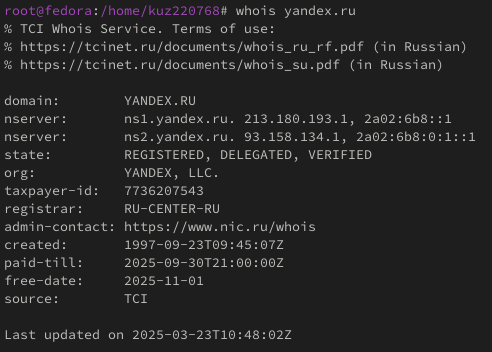 root@fedora:/home/kuz220768# whois yandex.ru
% TCI Whois Service. Terms of use:
% https://tcinet.ru/documents/whois_ru_rf.pdf (in Russian)
% https://tcinet.ru/documents/whois_su.pdf (in Russian)

domain:        YANDEX.RU
nserver:       ns1.yandex.ru. 213.180.193.1, 2a02:6b8::1
nserver:       ns2.yandex.ru. 93.158.134.1, 2a02:6b8:0:1::1
state:         REGISTERED, DELEGATED, VERIFIED
org:           YANDEX, LLC.
taxpayer-id:   7736207543
registrar:     RU-CENTER-RU
admin-contact: https://www.nic.ru/whois
created:       1997-09-23T09:45:07Z
paid-till:     2025-09-30T21:00:00Z
free-date:     2025-11-01
source:        TCI

Last updated on 2025-03-23T10:48:02Z